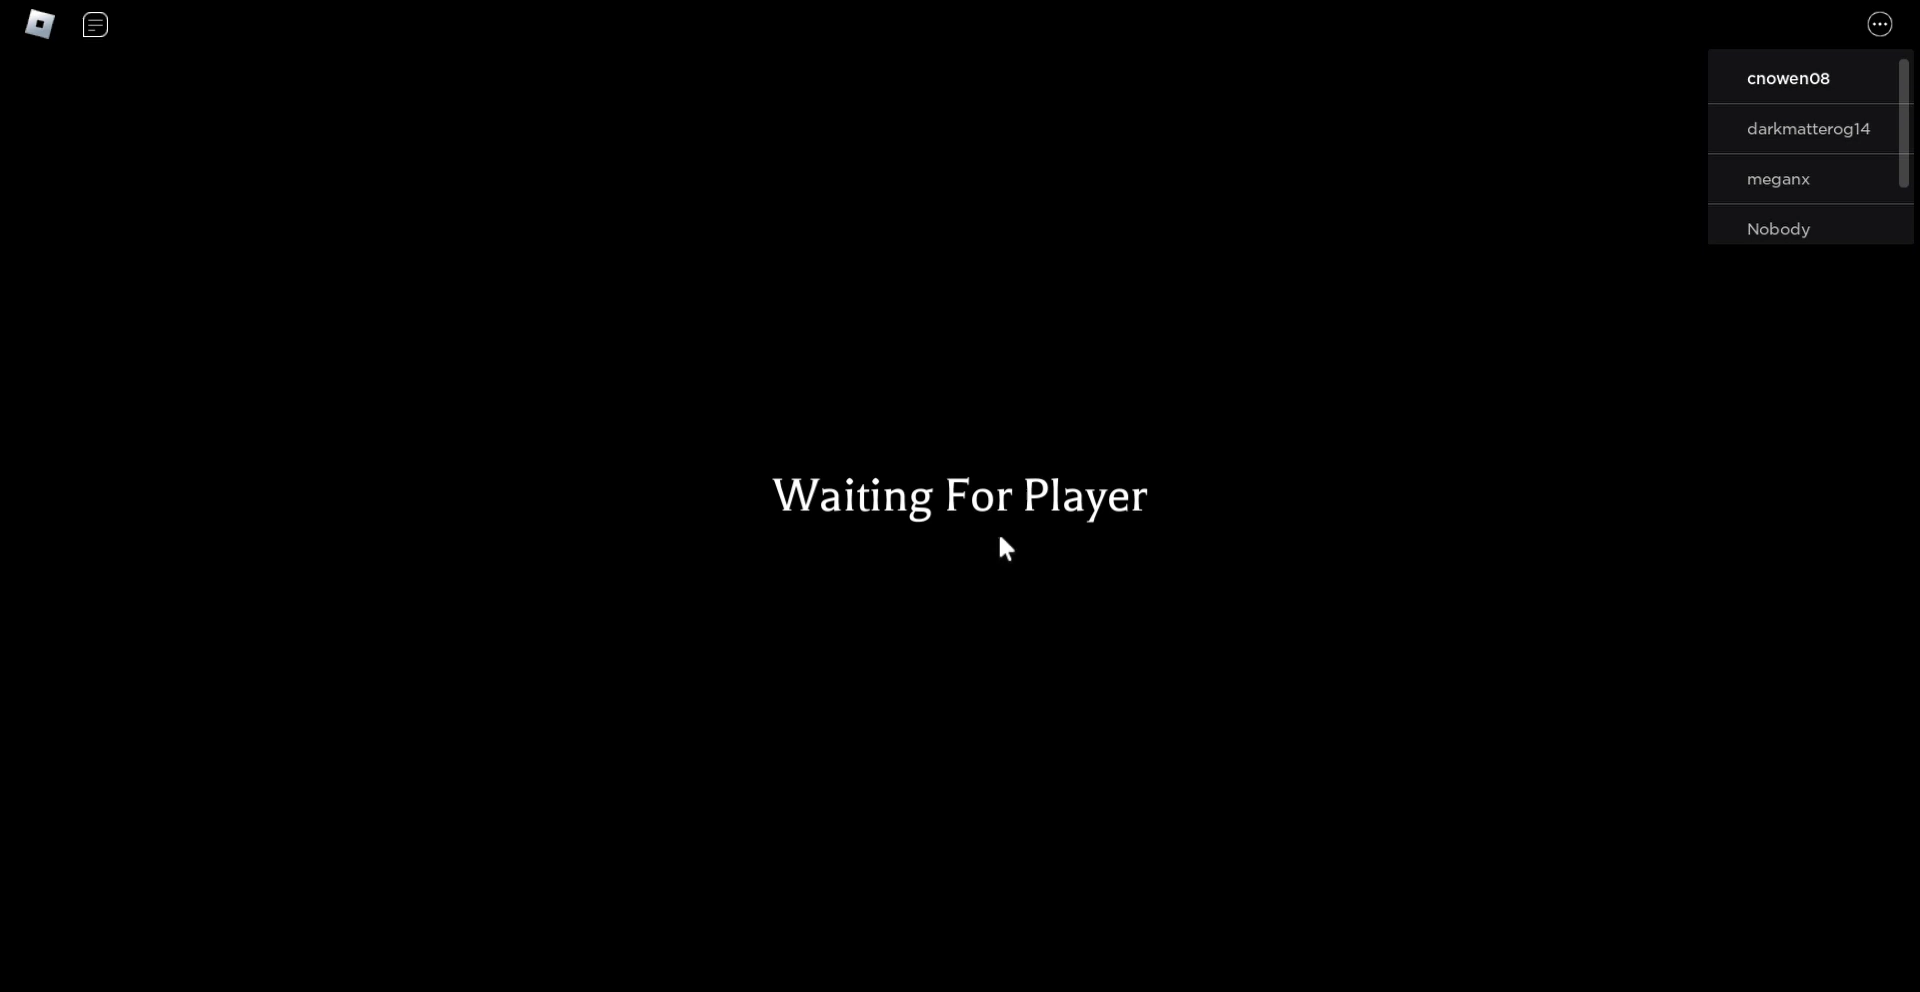 cnowen08
darkmatterog14
meganx
Nobody
Waiting For Player